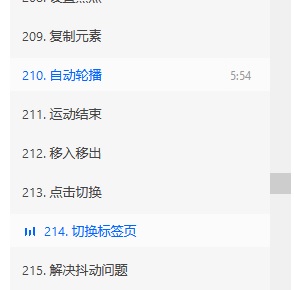 209. 复制元素
210. 自动轮播 5:54
211. 运动结束
212. 移入移出
213. 点击切换
214. 切换标签页
215. 解决抖动问题